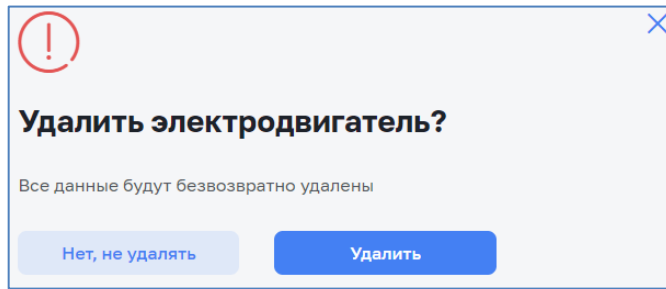 Удалить электродвигатель?
Все данные будут безвозвратно удалены
Нет, не удалять
Удалить